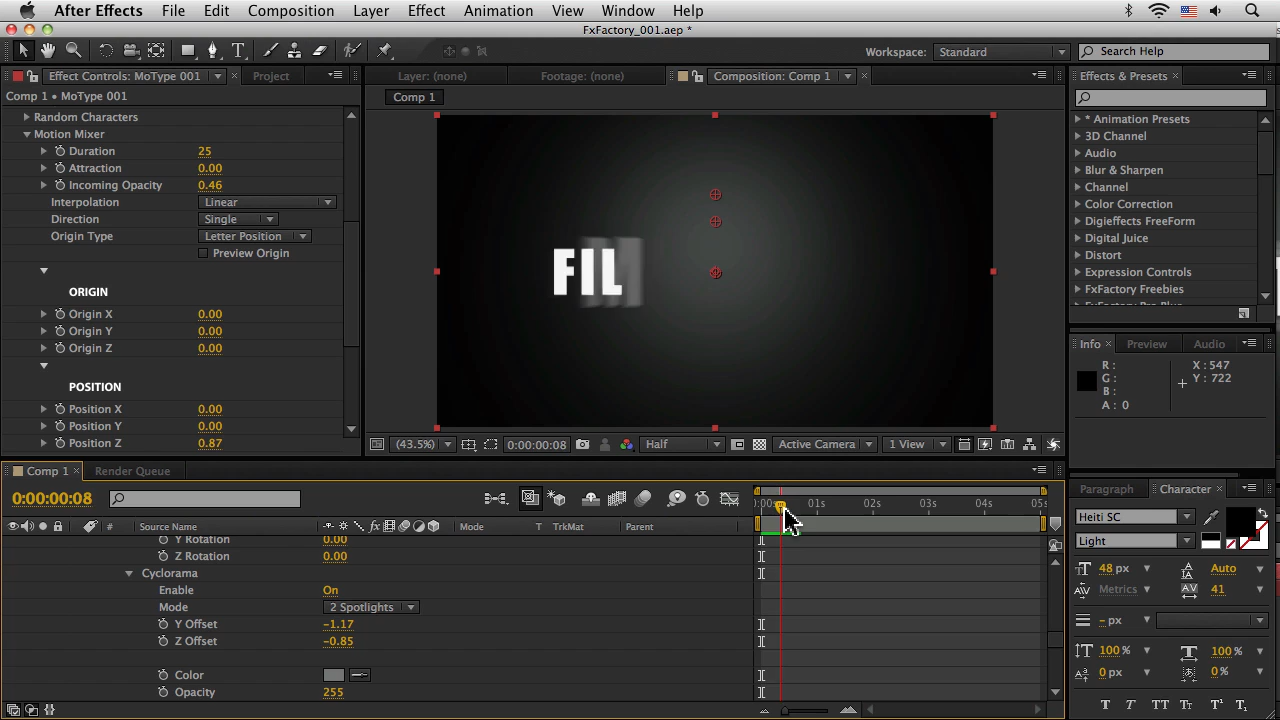 After Effects File Edit Composition Layer Effect Animation View Window Help
FxFactory_001.aep *
Workspace: Standard Search Help
Effect Controls: MoType 001 Project
Layer: (none) Footage: (none) Composition: Comp 1
Effects & Presets
Comp 1 • MoType 001
Comp 1
Random Characters
Motion Mixer
Duration 25
Attraction 0.00
Incoming Opacity 0.46
Interpolation Linear
Direction Single
Origin Type Letter Position
Preview Origin
ORIGIN
Origin X 0.00
Origin Y 0.00
Origin Z 0.00
POSITION
Position X 0.00
Position Y 0.00
Position Z 0.87
FIL
(43.5%) 0:00:00:08 Half Active Camera 1 View
* Animation Presets
3D Channel
Audio
Blur & Sharpen
Channel
Color Correction
Digieffects FreeForm
Digital Juice
Distort
Expression Controls
FxFactory Freebies
Info Preview Audio
R :
G :
B :
A : 0
X : 547
Y : 722
Comp 1 Render Queue
0:00:00:08
01s 02s 03s 04s 05s
# Source Name Mode T TrkMat Parent
Y Rotation 0.00
Z Rotation 0.00
Cyclorama
Enable On
Mode 2 Spotlights
Y Offset -1.17
Z Offset -0.85
Color
Opacity 255
Paragraph Character
Heiti SC
Light
48 px Auto
Metrics 41
- px
100% 100%
0 px 0%
T T TT Tr T¹ T₁